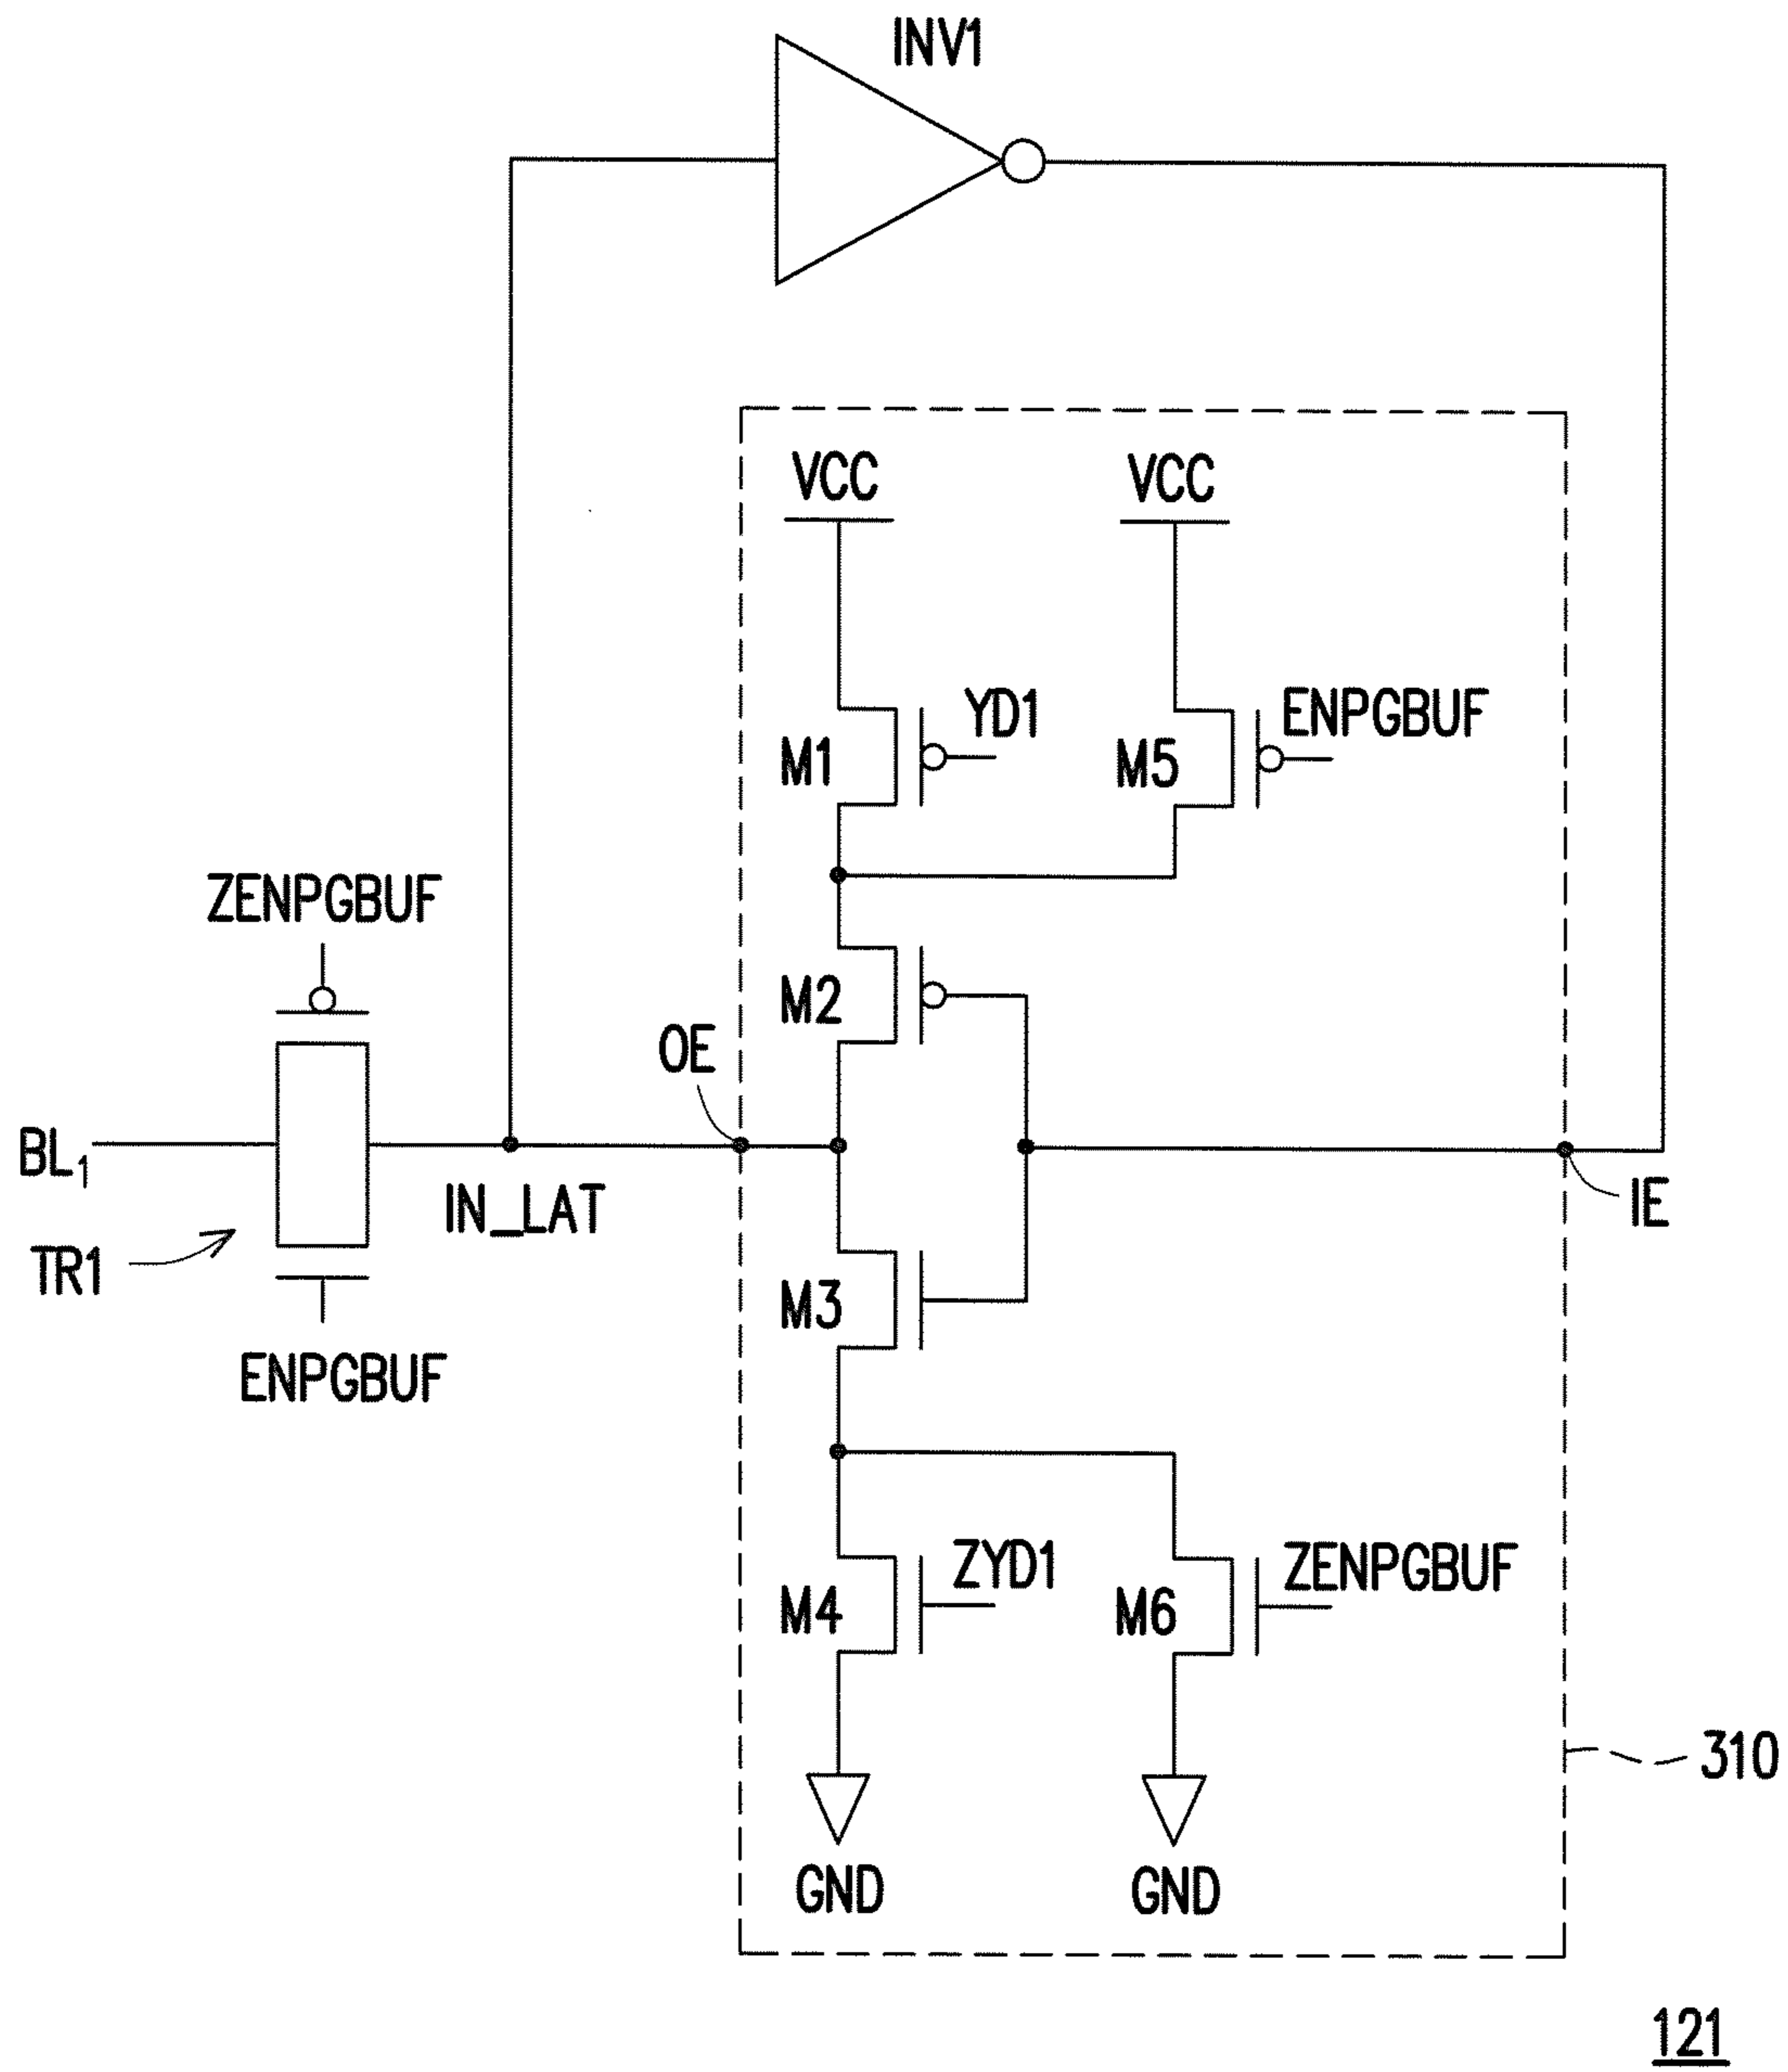 INV1
VCC
VCC
YD1
ENPGBUF
M1
M5
ZENPGBUF
M2
OE
BL1
IN_LAT
IE
TR1
M3
ENPGBUF
ZYD1
ZENPGBUF
M4
M6
310
GND
GND
121